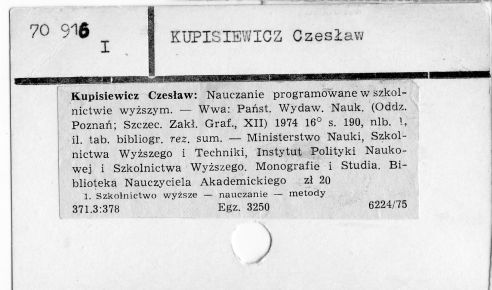 70 916
I
KUPISIEWICZ Czesław
Kupisiewicz Czesław: Nauczanie programowane w szkol-
nictwie wyższym. — Wwa: Państ. Wydaw. Nauk. (Oddz.
Poznań; Szczec. Zakł. Graf., XII) 1974 16° s. 190, nlb. 1,
il. tab. bibliogr. rez. sum. — Ministerstwo Nauki, Szkol-
nictwa Wyższego i Techniki, Instytut Polityki Nauko-
wej i Szkolnictwa Wyższego. Monografie i Studia. Bi-
blioteka Nauczyciela Akademickiego zł 20
1. Szkolnictwo wyższe — nauczanie — metody
371.3:378 Egz. 3250 6224/75